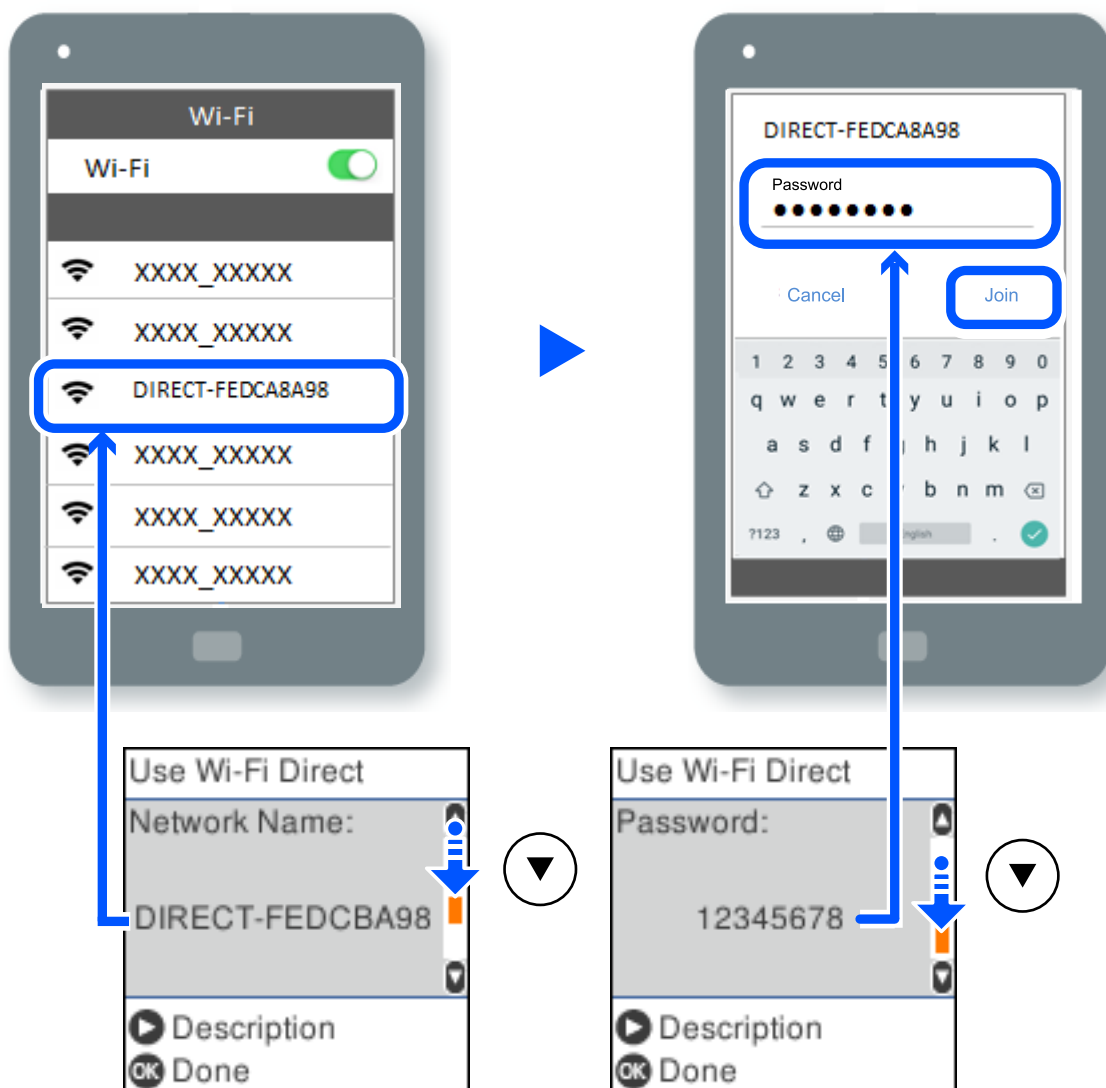 Wi-Fi
Wi-Fi
XXXX_XXXXX
XXXX_XXXXX
DIRECT-FEDCA8A98
XXXX_XXXXX
XXXX_XXXXX
XXXX_XXXXX
DIRECT-FEDCA8A98
Password
●●●●●●●●
Cancel Join
1 2 3 4 5 6 7 8 9 0
q w e r t y u i o p
a s d f j h j k l
z x c b n m
?123 , .
Use Wi-Fi Direct
Network Name:
DIRECT-FEDCBA98
Description
OK Done
Use Wi-Fi Direct
Password:
12345678
Description
OK Done